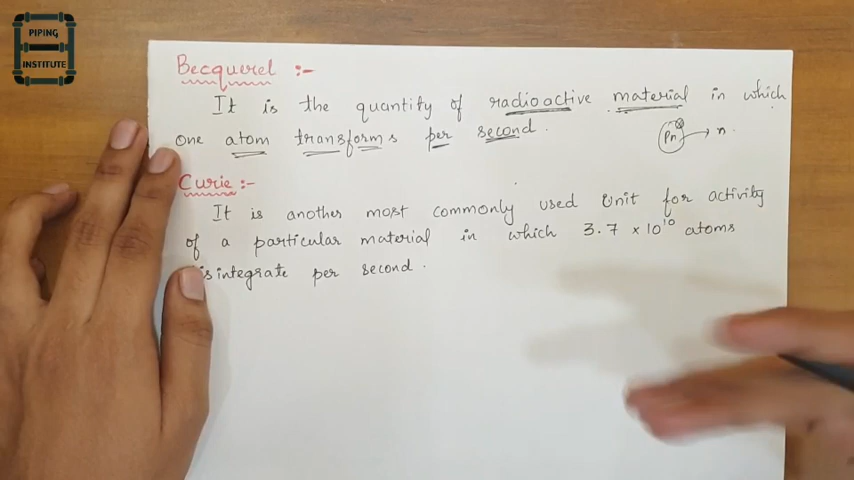 PIPING
INSTITUTE
Becquerel :-
It is the quantity of radioactive material in which
one atom transforms per second.
Pn → n
Curie :-
It is another most commonly used Unit for activity
of a particular material in which 3.7 × 10¹⁰ atoms
isintegrate per second.